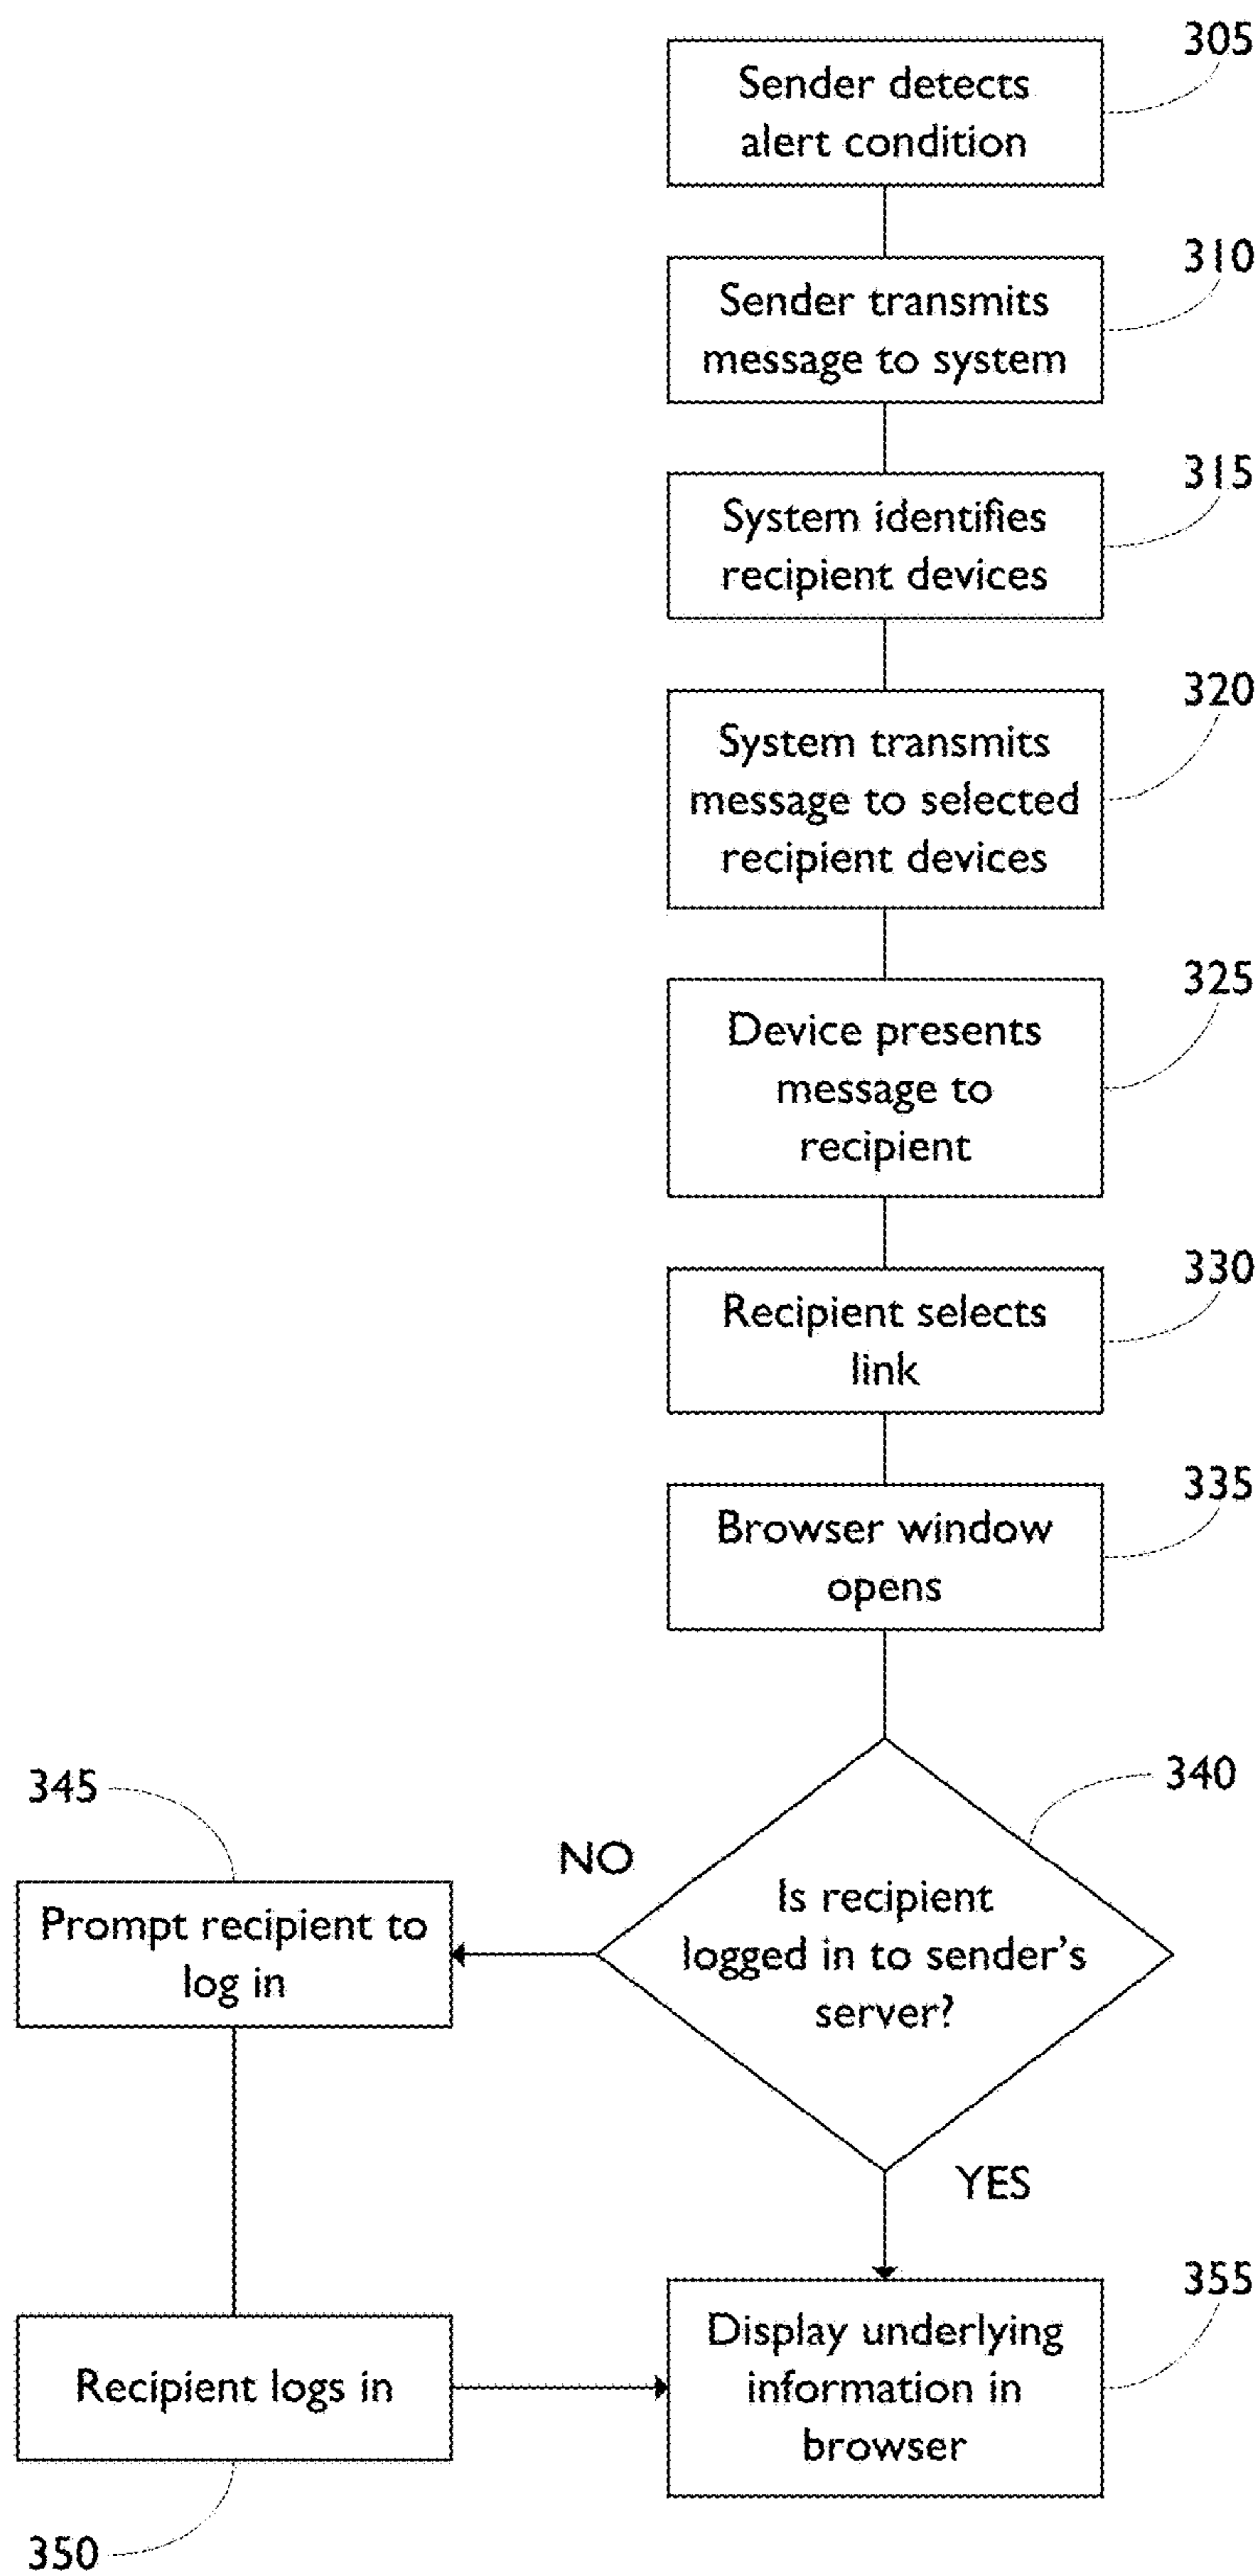 305
Sender detects
alert condition
310
Sender transmits
message to system
315
System identifies
recipient devices
320
System transmits
message to selected
recipient devices
325
Device presents
message to
recipient
330
Recipient selects
link
335
Browser window
opens
340
Is recipient
logged in to sender's
server?
NO
345
Prompt recipient to
log in
YES
350
Recipient logs in
355
Display underlying
information in
browser